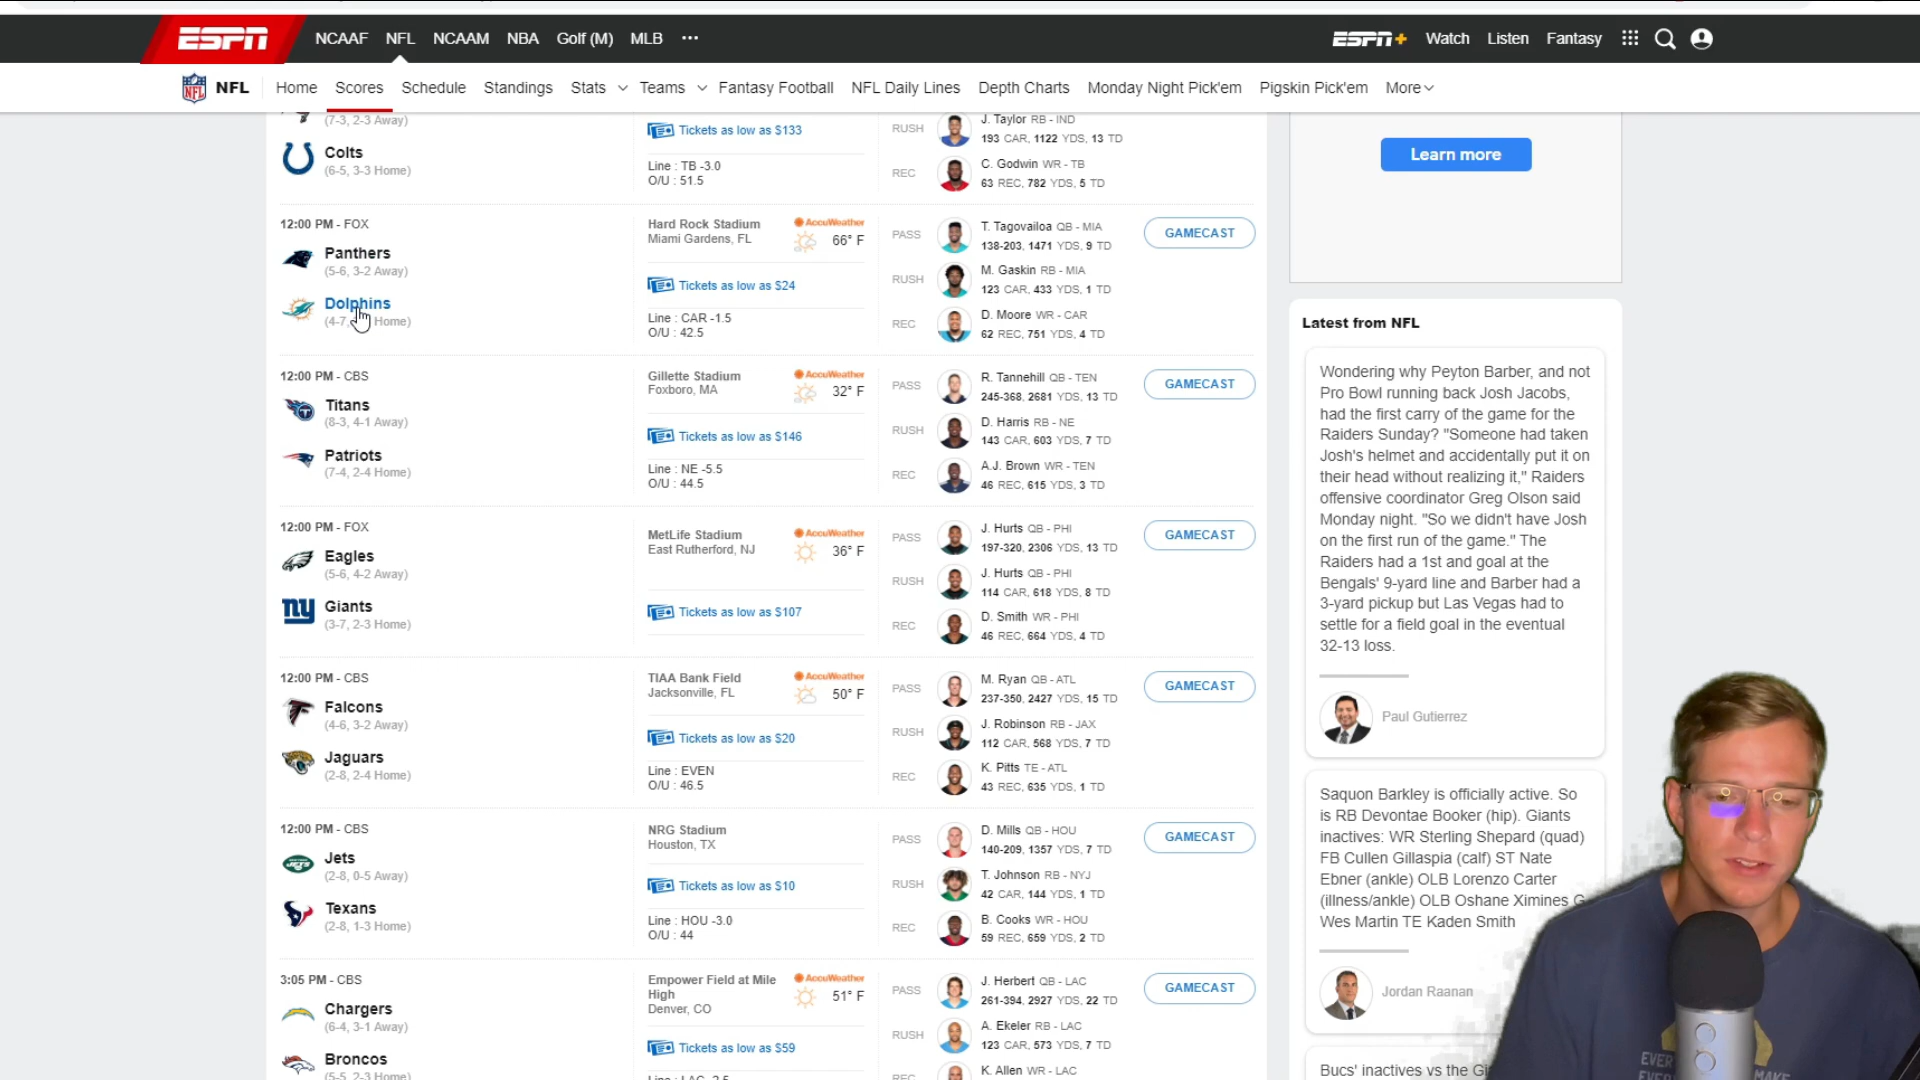 ESPN NCAAF NFL NCAAM NBA Golf (M) MLB ••• ESPN+ Watch Listen Fantasy
NFL Home Scores Schedule Standings Stats Teams Fantasy Football NFL Daily Lines Depth Charts Monday Night Pick'em Pigskin Pick'em More
(7-3, 2-3 Away)
Colts
(6-5, 3-3 Home)
Tickets as low as $133
Line : TB -3.0
O/U : 51.5
RUSH
J. Taylor RB - IND
193 CAR, 1122 YDS, 13 TD
REC
C. Godwin WR - TB
63 REC, 782 YDS, 5 TD
12:00 PM - FOX
Panthers
(5-6, 3-2 Away)
Dolphins
(4-7, Home)
Hard Rock Stadium
Miami Gardens, FL
AccuWeather
66° F
Tickets as low as $24
Line : CAR -1.5
O/U : 42.5
PASS
T. Tagovailoa QB - MIA
138-203, 1471 YDS, 9 TD
RUSH
M. Gaskin RB - MIA
123 CAR, 433 YDS, 1 TD
REC
D. Moore WR - CAR
62 REC, 751 YDS, 4 TD
GAMECAST
12:00 PM - CBS
Titans
(8-3, 4-1 Away)
Patriots
(7-4, 2-4 Home)
Gillette Stadium
Foxboro, MA
AccuWeather
32° F
Tickets as low as $146
Line : NE -5.5
O/U : 44.5
PASS
R. Tannehill QB - TEN
245-368, 2681 YDS, 13 TD
RUSH
D. Harris RB - NE
143 CAR, 603 YDS, 7 TD
REC
A.J. Brown WR - TEN
46 REC, 615 YDS, 3 TD
GAMECAST
12:00 PM - FOX
Eagles
(5-6, 4-2 Away)
ny
Giants
(3-7, 2-3 Home)
MetLife Stadium
East Rutherford, NJ
AccuWeather
36° F
Tickets as low as $107
PASS
J. Hurts QB - PHI
197-320, 2306 YDS, 13 TD
RUSH
J. Hurts QB - PHI
114 CAR, 618 YDS, 8 TD
REC
D. Smith WR - PHI
46 REC, 664 YDS, 4 TD
GAMECAST
12:00 PM - CBS
Falcons
(4-6, 3-2 Away)
Jaguars
(2-8, 2-4 Home)
TIAA Bank Field
Jacksonville, FL
AccuWeather
50° F
Tickets as low as $20
Line : EVEN
O/U : 46.5
PASS
M. Ryan QB - ATL
237-350, 2427 YDS, 15 TD
RUSH
J. Robinson RB - JAX
112 CAR, 568 YDS, 7 TD
REC
K. Pitts TE - ATL
43 REC, 635 YDS, 1 TD
GAMECAST
12:00 PM - CBS
JETS
Jets
(2-8, 0-5 Away)
Texans
(2-8, 1-3 Home)
NRG Stadium
Houston, TX
Tickets as low as $10
Line : HOU -3.0
O/U : 44
PASS
D. Mills QB - HOU
140-209, 1357 YDS, 7 TD
RUSH
T. Johnson RB - NYJ
42 CAR, 144 YDS, 1 TD
REC
B. Cooks WR - HOU
59 REC, 659 YDS, 2 TD
GAMECAST
3:05 PM - CBS
Chargers
(6-4, 3-1 Away)
Broncos
(5-5, 2-3 Home)
Empower Field at Mile
High
Denver, CO
AccuWeather
51° F
Tickets as low as $59
PASS
J. Herbert QB - LAC
261-394, 2927 YDS, 22 TD
RUSH
A. Ekeler RB - LAC
123 CAR, 573 YDS, 7 TD
REC
K. Allen WR - LAC
GAMECAST
Learn more
Latest from NFL
Wondering why Peyton Barber, and not
Pro Bowl running back Josh Jacobs,
had the first carry of the game for the
Raiders Sunday? "Someone had taken
Josh's helmet and accidentally put it on
their head without realizing it," Raiders
offensive coordinator Greg Olson said
Monday night. "So we didn't have Josh
on the first run of the game." The
Raiders had a 1st and goal at the
Bengals' 9-yard line and Barber had a
3-yard pickup but Las Vegas had to
settle for a field goal in the eventual
32-13 loss.
Paul Gutierrez
Saquon Barkley is officially active. So
is RB Devontae Booker (hip). Giants
inactives: WR Sterling Shepard (quad)
FB Cullen Gillaspia (calf) ST Nate
Ebner (ankle) OLB Lorenzo Carter
(illness/ankle) OLB Oshane Ximines G
Wes Martin TE Kaden Smith
Jordan Raanan
Bucs' inactives vs the
EVER
MAKE